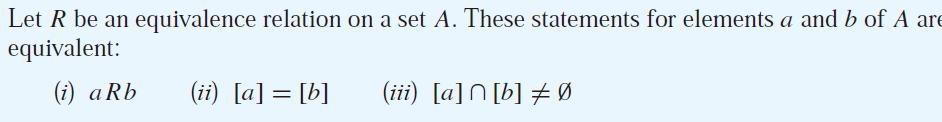 Let R be an equivalence relation on a set A. These statements for elements a and b of A are
equivalent:
(i) aRb (ii) [a] = [b] (iii) [a] ∩ [b] ≠ ∅